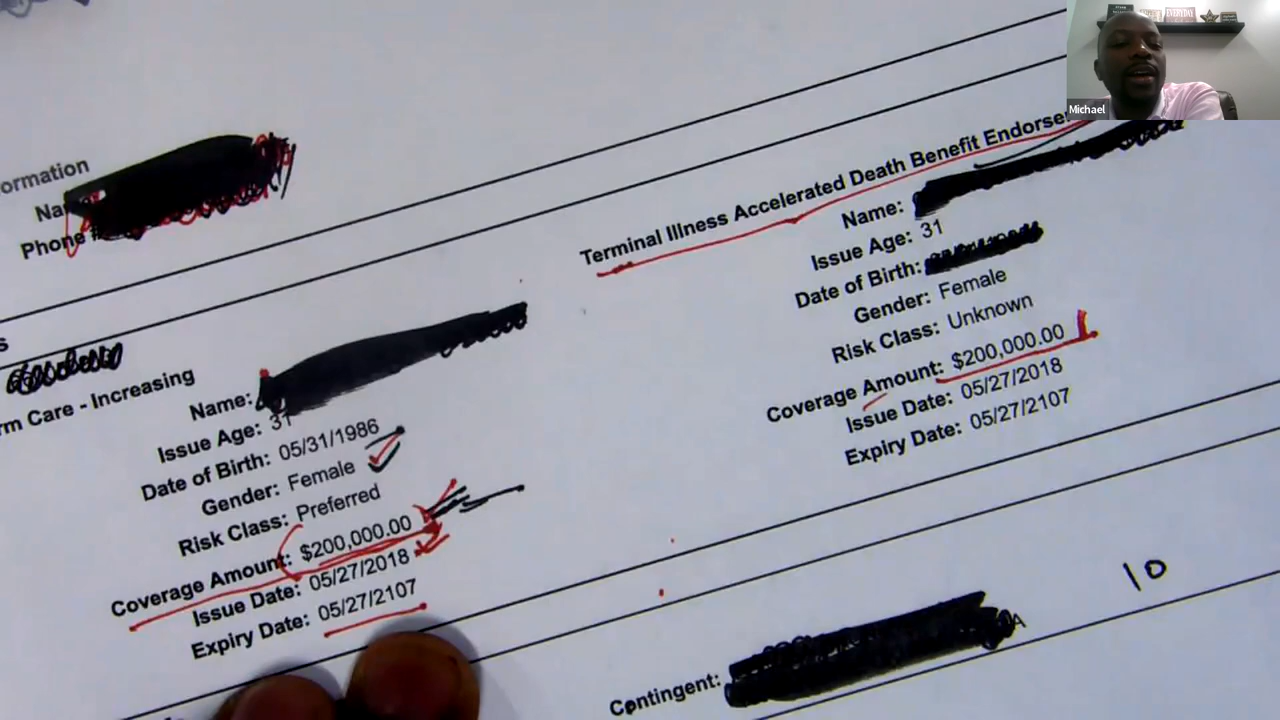 EVERYDAY
Michael
ormation
Na
Phone #
Terminal Illness Accelerated Death Benefit Endorse
Name:
Issue Age: 31
Date of Birth:
Gender: Female
Risk Class: Unknown
Coverage Amount: $200,000.00
Issue Date: 05/27/2018
Expiry Date: 05/27/2107
s
rm Care - Increasing
Name:
Issue Age: 31
Date of Birth: 05/31/1986
Gender: Female
Risk Class: Preferred
Coverage Amount: $200,000.00
Issue Date: 05/27/2018
Expiry Date: 05/27/2107
10
Contingent: